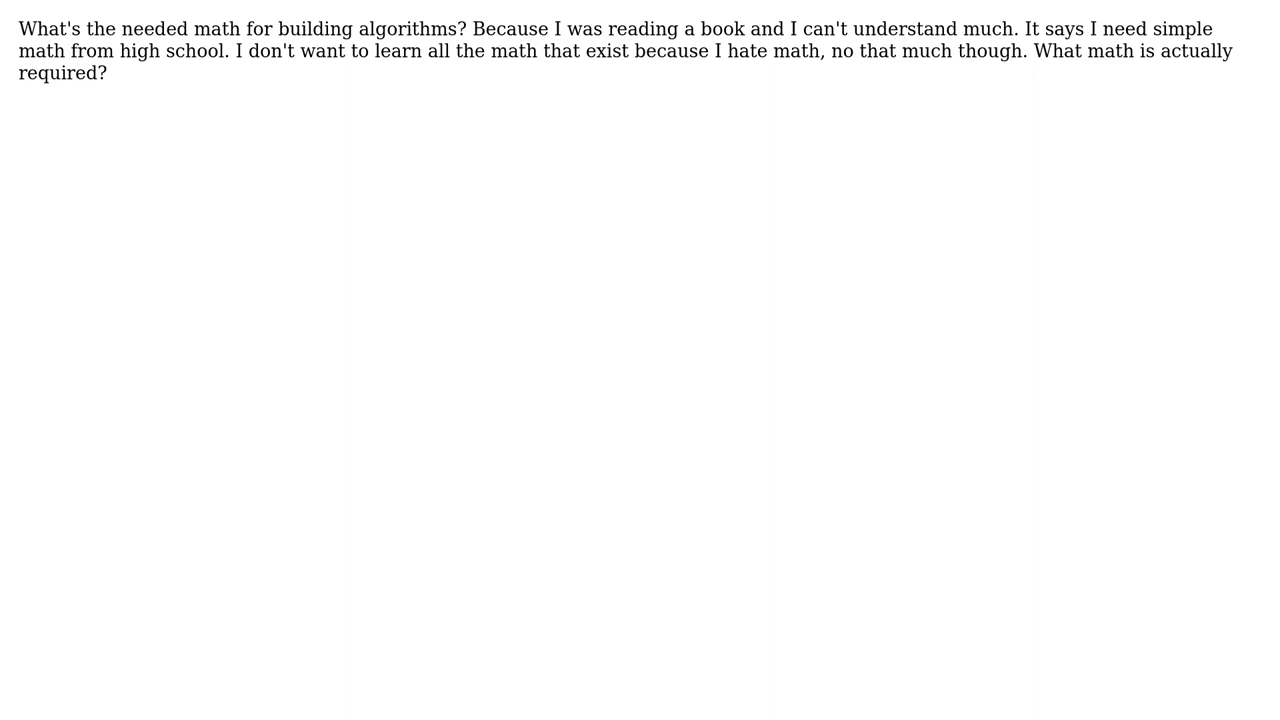 What's the needed math for building algorithms? Because I was reading a book and I can't understand much. It says I need simple
math from high school. I don't want to learn all the math that exist because I hate math, no that much though. What math is actually
required?